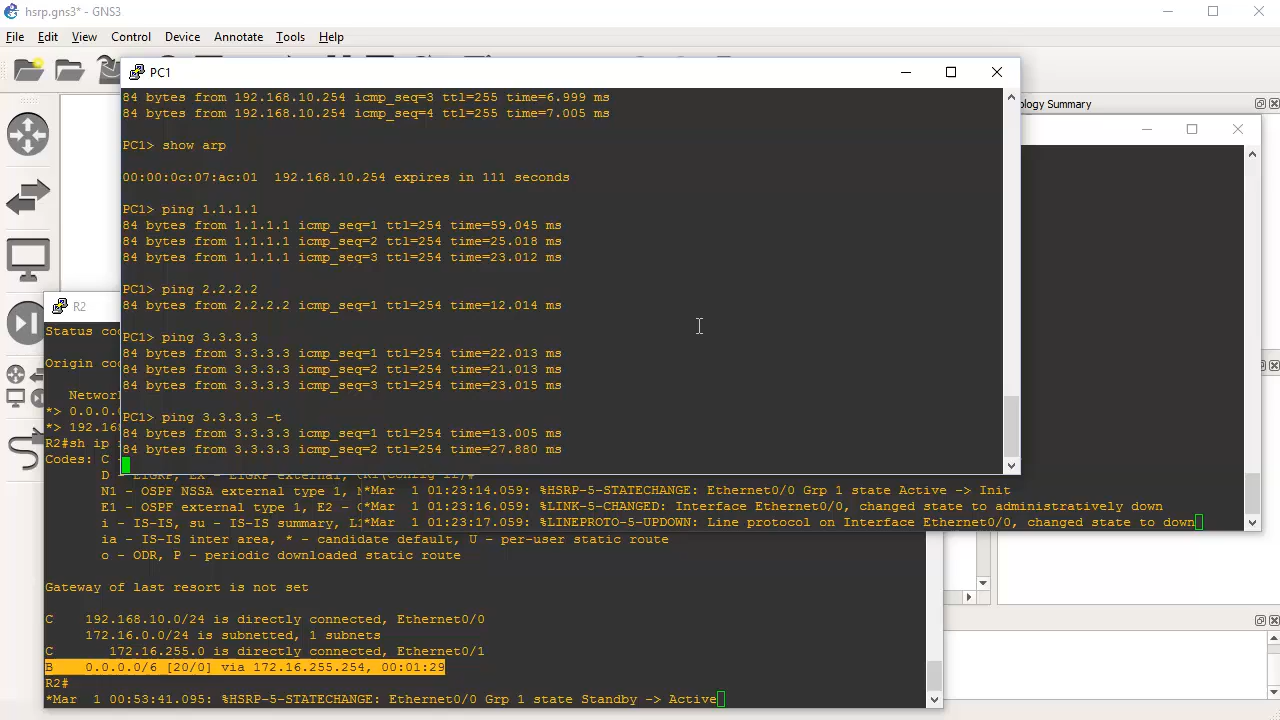 hsrp.gns3* - GNS3
File Edit View Control Device Annotate Tools Help
PC1
84 bytes from 192.168.10.254 icmp_seq=3 ttl=255 time=6.999 ms
84 bytes from 192.168.10.254 icmp_seq=4 ttl=255 time=7.005 ms
PC1> show arp
00:00:0c:07:ac:01 192.168.10.254 expires in 111 seconds
PC1> ping 1.1.1.1
84 bytes from 1.1.1.1 icmp_seq=1 ttl=254 time=59.045 ms
84 bytes from 1.1.1.1 icmp_seq=2 ttl=254 time=25.018 ms
84 bytes from 1.1.1.1 icmp_seq=3 ttl=254 time=23.012 ms
PC1> ping 2.2.2.2
84 bytes from 2.2.2.2 icmp_seq=1 ttl=254 time=12.014 ms
PC1> ping 3.3.3.3
84 bytes from 3.3.3.3 icmp_seq=1 ttl=254 time=22.013 ms
84 bytes from 3.3.3.3 icmp_seq=2 ttl=254 time=21.013 ms
84 bytes from 3.3.3.3 icmp_seq=3 ttl=254 time=23.015 ms
PC1> ping 3.3.3.3 -t
84 bytes from 3.3.3.3 icmp_seq=1 ttl=254 time=13.005 ms
84 bytes from 3.3.3.3 icmp_seq=2 ttl=254 time=27.880 ms
ology Summary
*Mar 1 01:23:14.059: %HSRP-5-STATECHANGE: Ethernet0/0 Grp 1 state Active -> Init
*Mar 1 01:23:16.059: %LINK-5-CHANGED: Interface Ethernet0/0, changed state to administratively down
*Mar 1 01:23:17.059: %LINEPROTO-5-UPDOWN: Line protocol on Interface Ethernet0/0, changed state to down
R2
Status co
Origin co
Networ
*> 0.0.0.
*> 192.16
R2#sh ip
Codes: C
N1 - OSPF NSSA external type 1,
E1 - OSPF external type 1, E2 -
i - IS-IS, su - IS-IS summary, L
ia - IS-IS inter area, * - candidate default, U - per-user static route
o - ODR, P - periodic downloaded static route
Gateway of last resort is not set
C 192.168.10.0/24 is directly connected, Ethernet0/0
172.16.0.0/24 is subnetted, 1 subnets
C 172.16.255.0 is directly connected, Ethernet0/1
B 0.0.0.0/6 [20/0] via 172.16.255.254, 00:01:29
R2#
*Mar 1 00:53:41.095: %HSRP-5-STATECHANGE: Ethernet0/0 Grp 1 state Standby -> Active